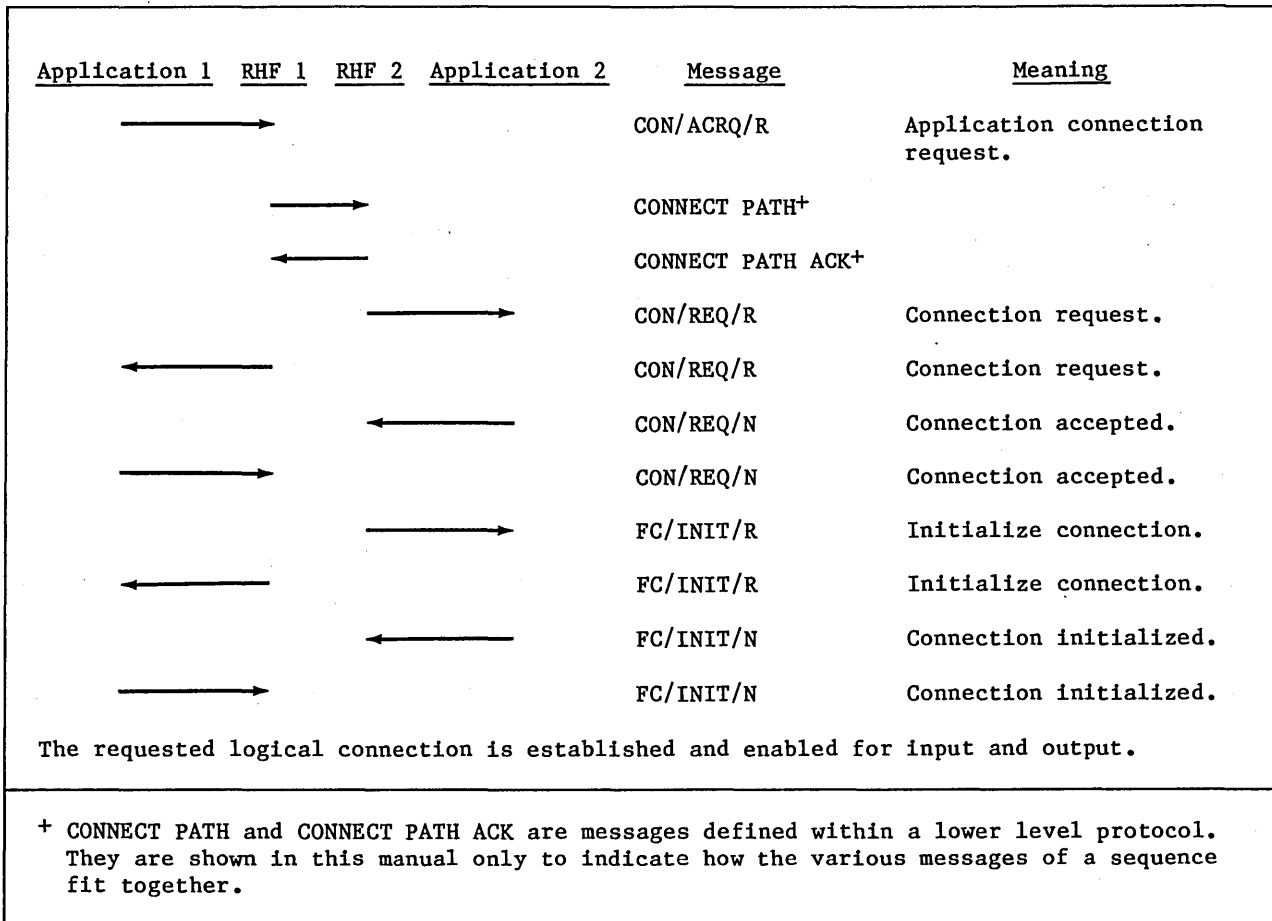 Application 1 RHF 1 RHF 2 Application 2 Message Meaning
CON/ACRQ/R Application connection
request.
CONNECT PATH+
CONNECT PATH ACK+
CON/REQ/R Connection request.
CON/REQ/R Connection request.
CON/REQ/N Connection accepted.
CON/REQ/N Connection accepted.
FC/INIT/R Initialize connection.
FC/INIT/R Initialize connection.
FC/INIT/N Connection initialized.
FC/INIT/N Connection initialized.
The requested logical connection is established and enabled for input and output.
+ CONNECT PATH and CONNECT PATH ACK are messages defined within a lower level protocol.
They are shown in this manual only to indicate how the various messages of a sequence
fit together.